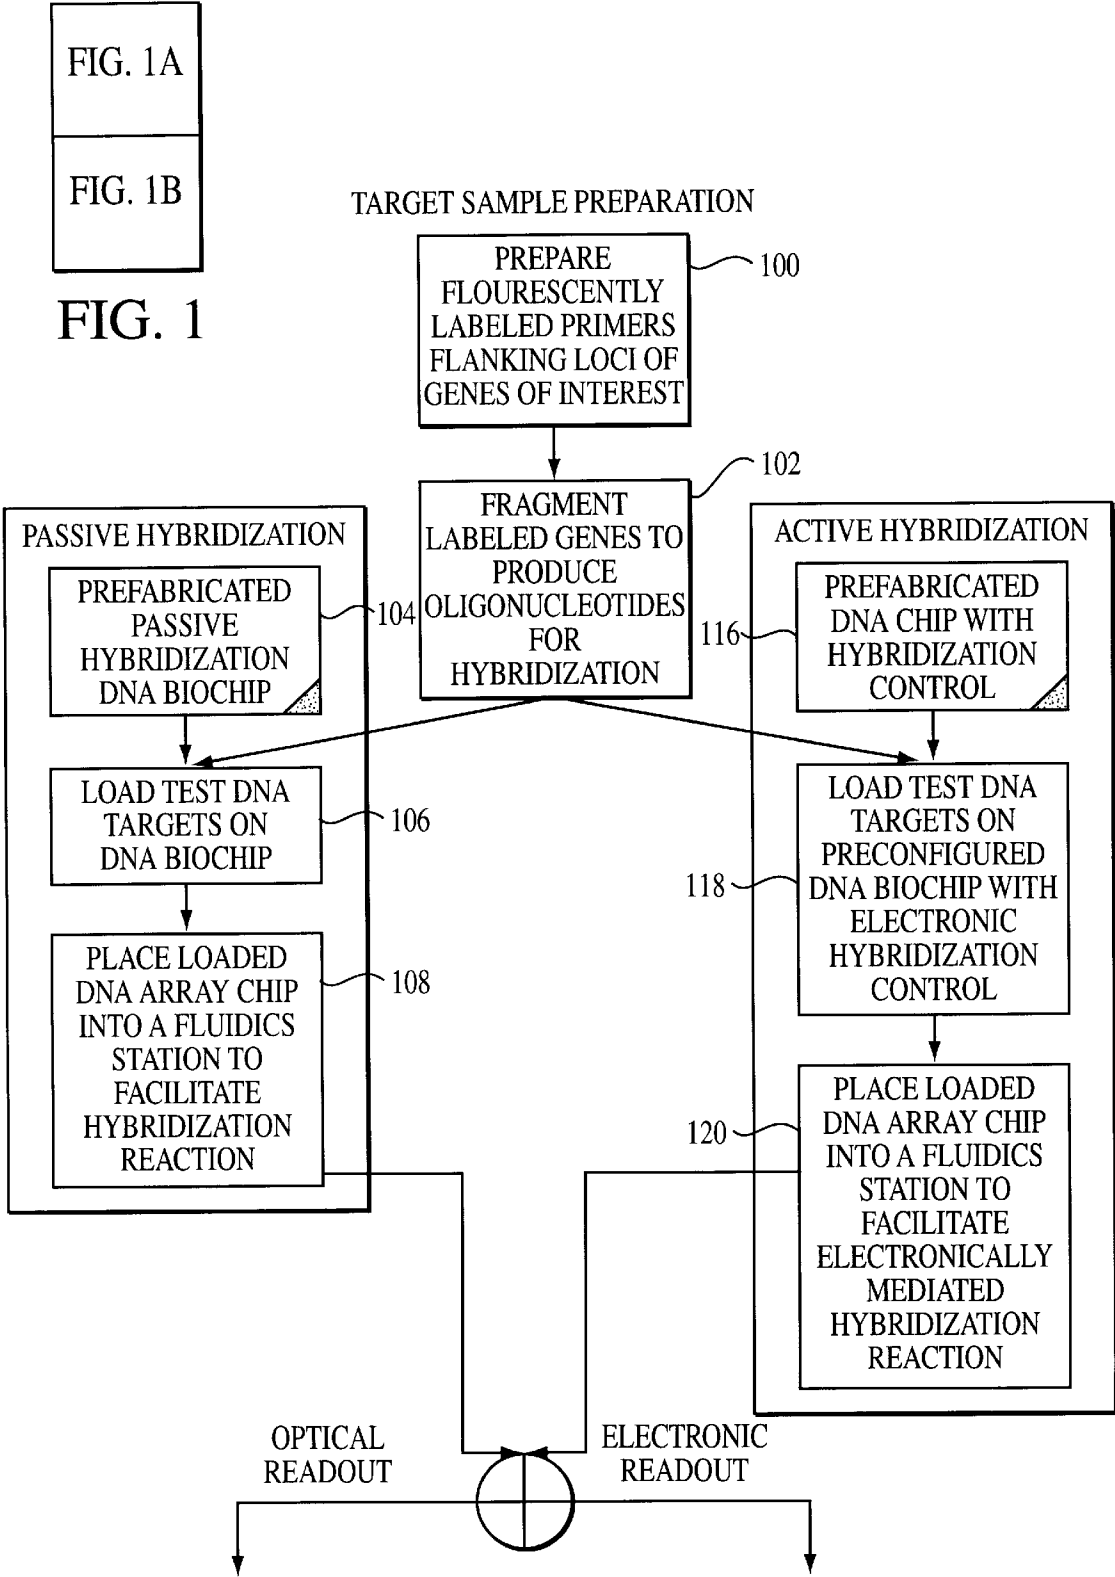 FIG. 1A
FIG. 1B
FIG. 1
TARGET SAMPLE PREPARATION
PREPARE
FLOURESCENTLY
LABELED PRIMERS
FLANKING LOCI OF
GENES OF INTEREST
100
FRAGMENT
LABELED GENES TO
PRODUCE
OLIGONUCLEOTIDES
FOR
HYBRIDIZATION
102
PASSIVE HYBRIDIZATION
PREFABRICATED
PASSIVE
HYBRIDIZATION
DNA BIOCHIP
104
LOAD TEST DNA
TARGETS ON
DNA BIOCHIP
106
PLACE LOADED
DNA ARRAY CHIP
INTO A FLUIDICS
STATION TO
FACILITATE
HYBRIDIZATION
REACTION
108
ACTIVE HYBRIDIZATION
PREFABRICATED
DNA CHIP WITH
HYBRIDIZATION
CONTROL
116
LOAD TEST DNA
TARGETS ON
PRECONFIGURED
DNA BIOCHIP WITH
ELECTRONIC
HYBRIDIZATION
CONTROL
118
PLACE LOADED
DNA ARRAY CHIP
INTO A FLUIDICS
STATION TO
FACILITATE
ELECTRONICALLY
MEDIATED
HYBRIDIZATION
REACTION
120
OPTICAL
READOUT
ELECTRONIC
READOUT